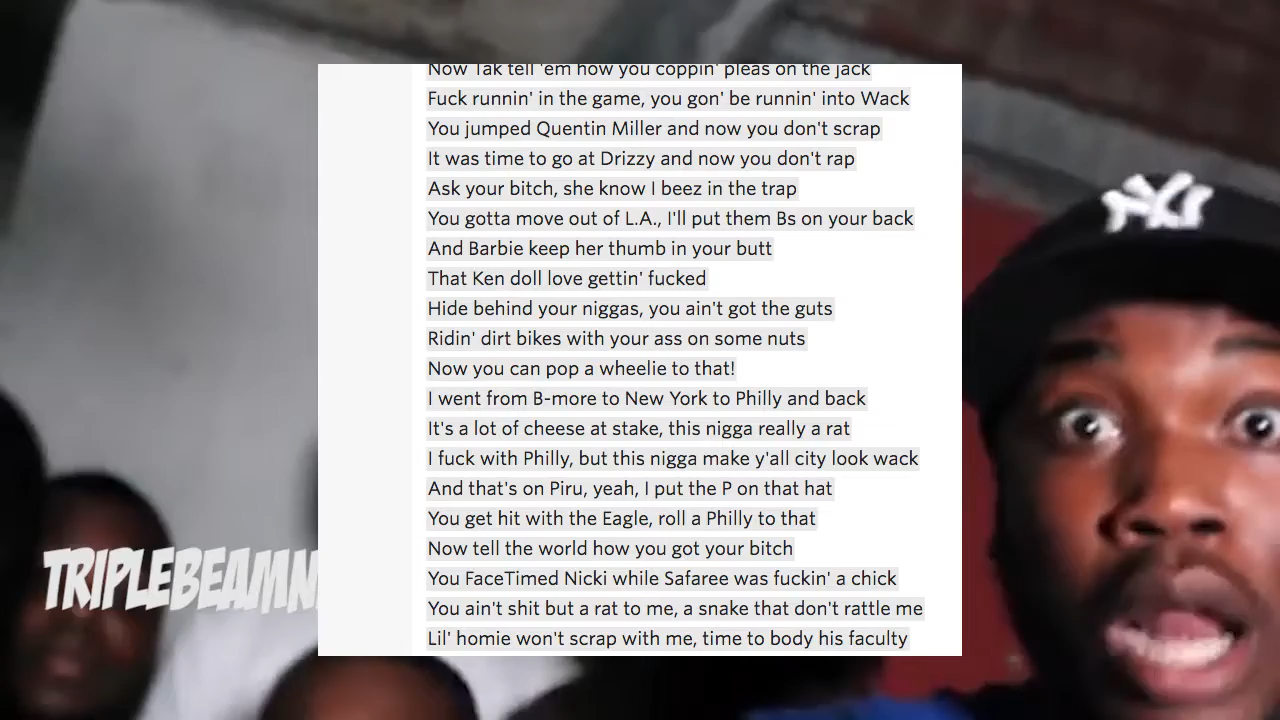 Now Tak tell 'em how you coppin' pleas on the jack
Fuck runnin' in the game, you gon' be runnin' into Wack
You jumped Quentin Miller and now you don't scrap
It was time to go at Drizzy and now you don't rap
Ask your bitch, she know I beez in the trap
You gotta move out of L.A., I'll put them Bs on your back
And Barbie keep her thumb in your butt
That Ken doll love gettin' fucked
Hide behind your niggas, you ain't got the guts
Ridin' dirt bikes with your ass on some nuts
Now you can pop a wheelie to that!
I went from B-more to New York to Philly and back
It's a lot of cheese at stake, this nigga really a rat
I fuck with Philly, but this nigga make y'all city look wack
And that's on Piru, yeah, I put the P on that hat
You get hit with the Eagle, roll a Philly to that
Now tell the world how you got your bitch
You FaceTimed Nicki while Safaree was fuckin' a chick
You ain't shit but a rat to me, a snake that don't rattle me
Lil' homie won't scrap with me, time to body his faculty
NY
TRIPLEBEAMN